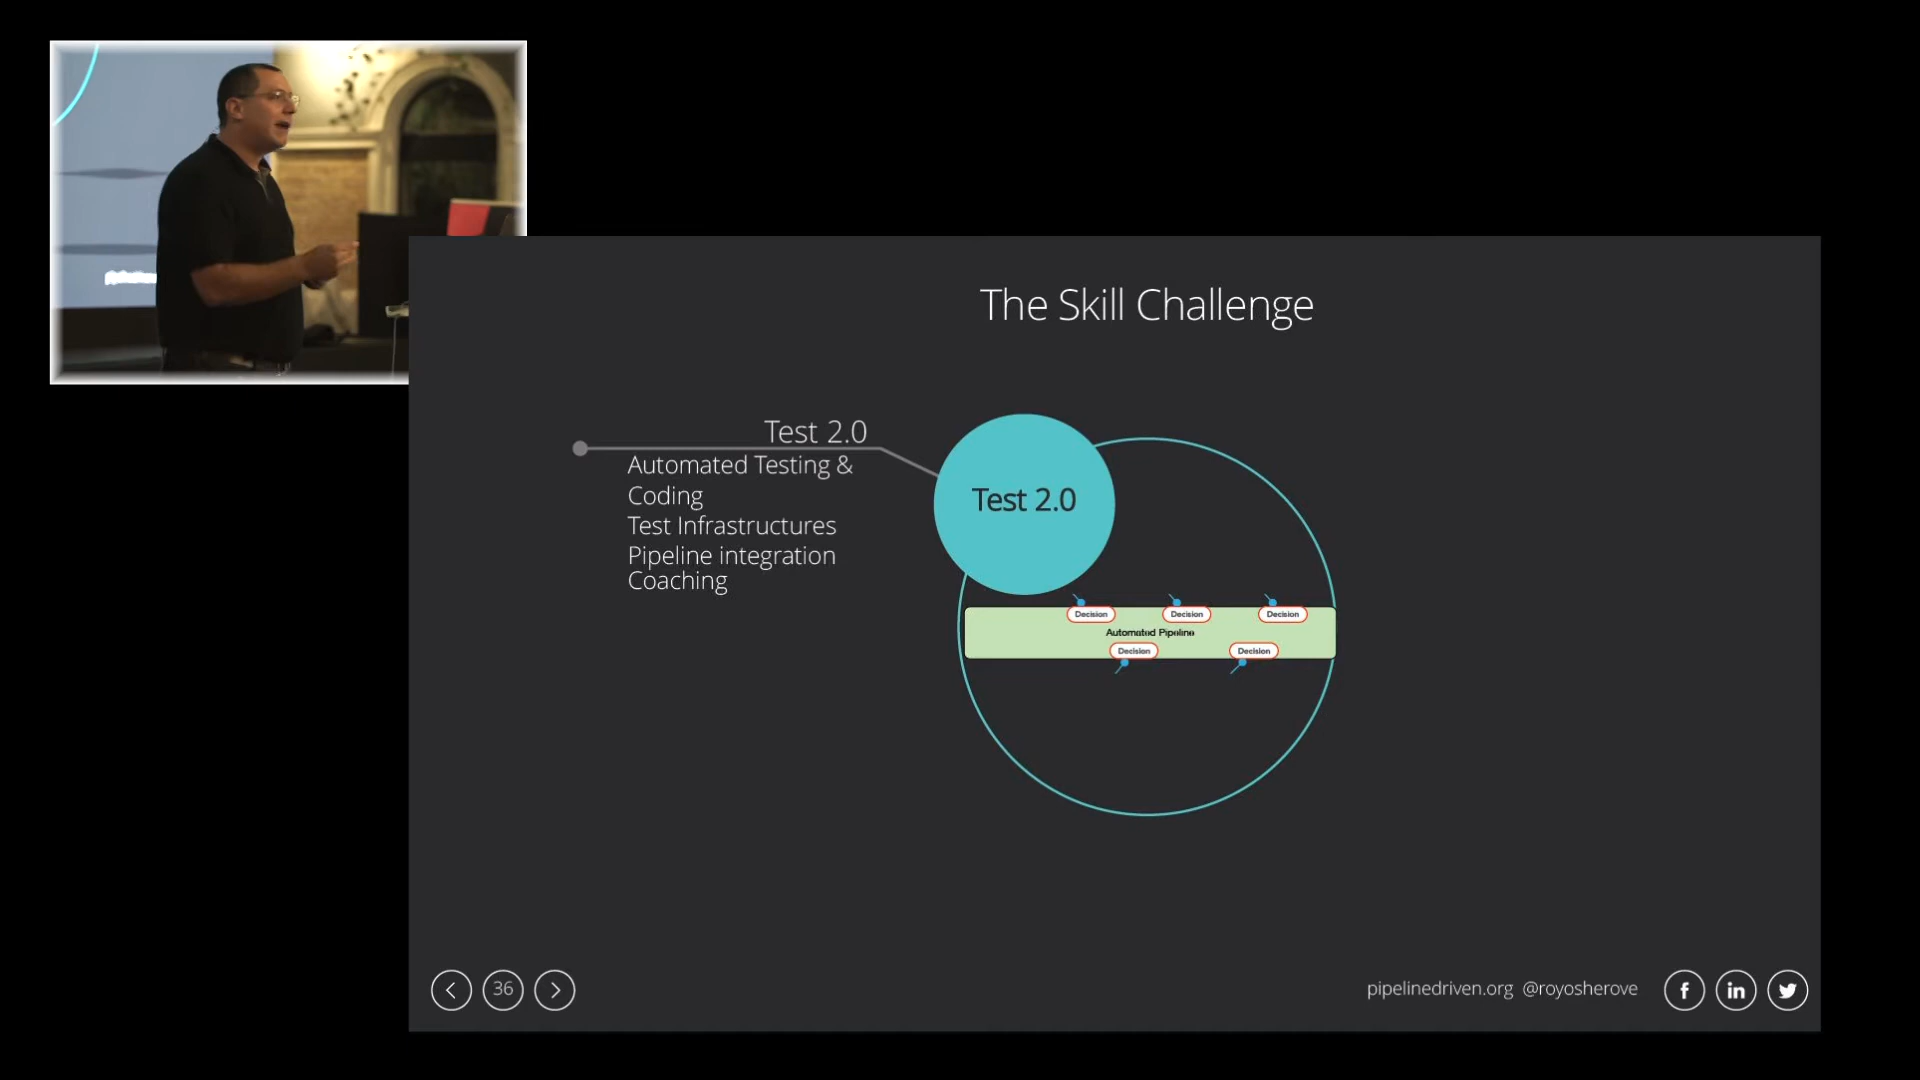 The Skill Challenge
Test 2.0
Automated Testing &
Coding
Test Infrastructures
Pipeline integration
Coaching
Test 2.0
Decision
Decision
Decision
Automated Pipeline
Decision
Decision
36
pipelinedriven.org @royosherove
f
in